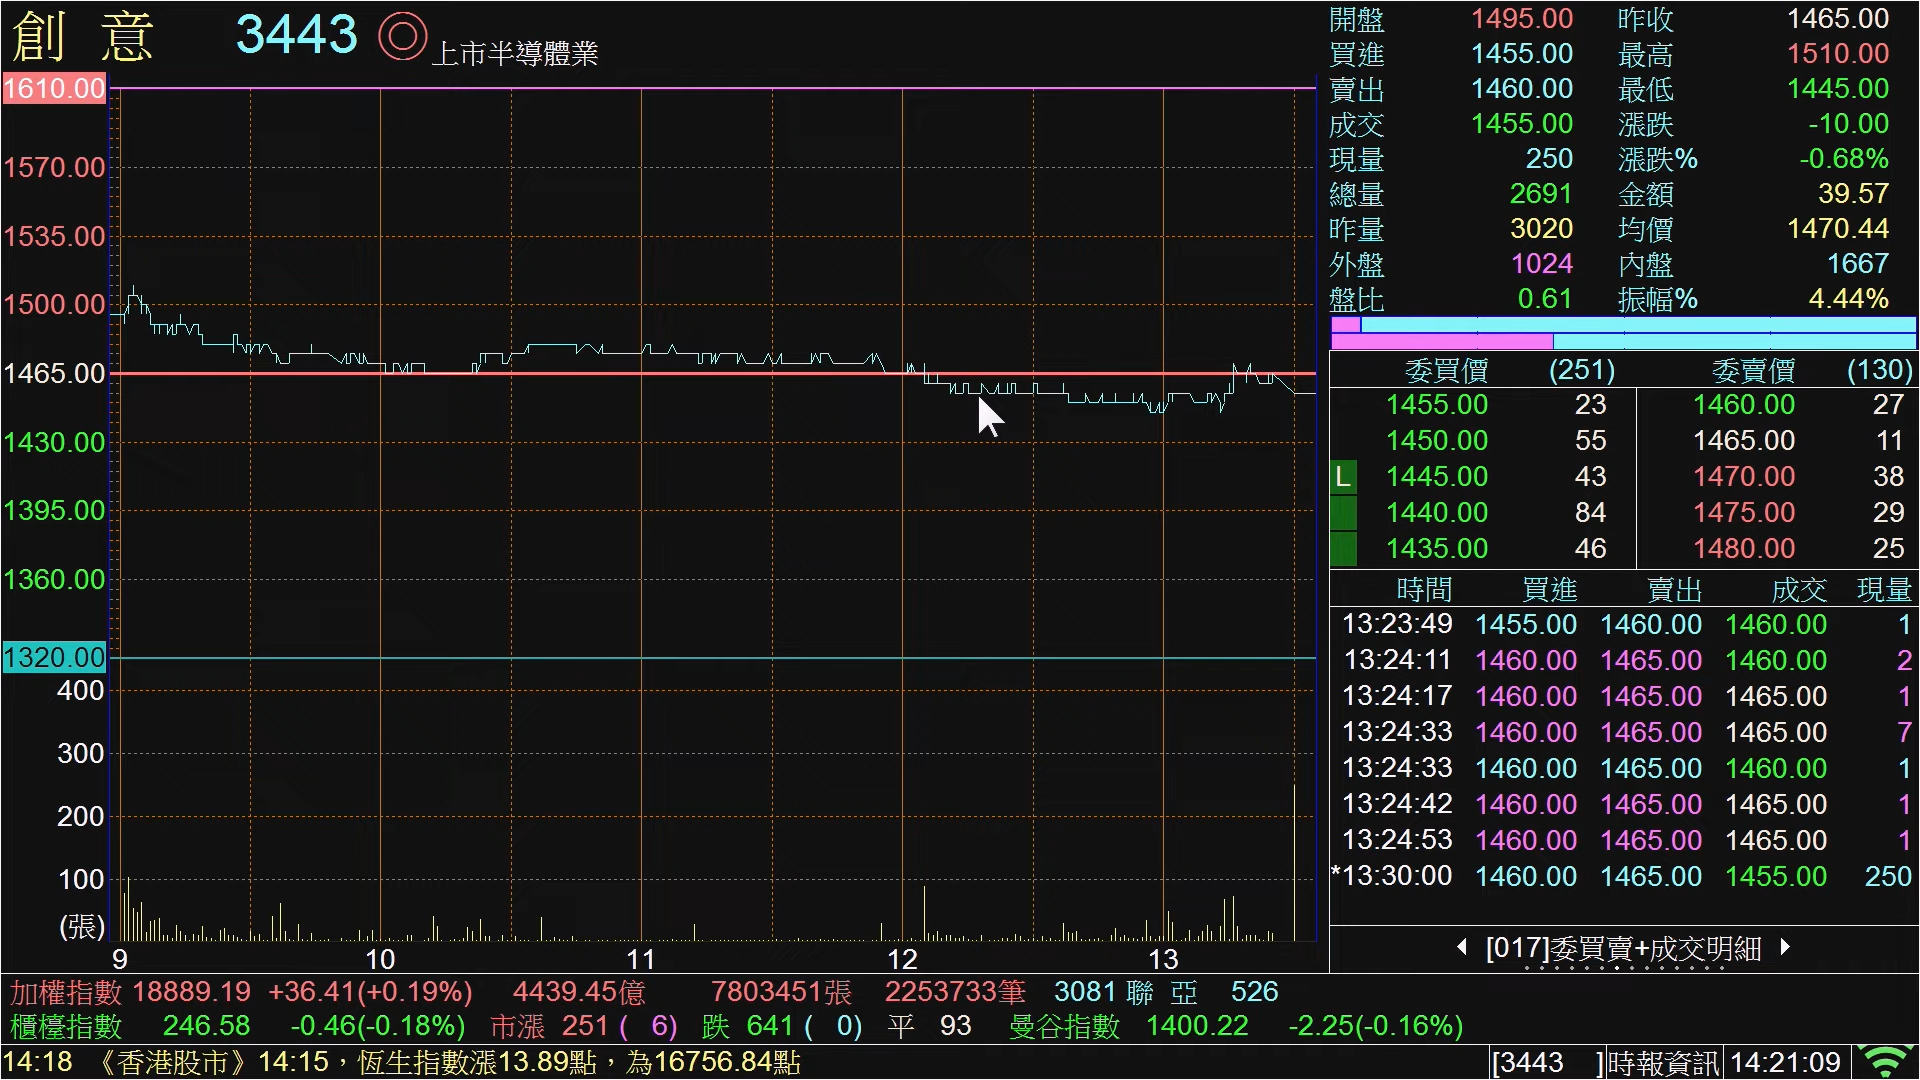 創 意 3443 ◎ 上市半導體業
開盤 1495.00 昨收 1465.00
買進 1455.00 最高 1510.00
賣出 1460.00 最低 1445.00
成交 1455.00 漲跌 -10.00
現量 250 漲跌% -0.68%
總量 2691 金額 39.57
昨量 3020 均價 1470.44
外盤 1024 內盤 1667
盤比 0.61 振幅% 4.44%
1610.00
1570.00
1535.00
1500.00
1465.00
1430.00
1395.00
1360.00
1320.00
400
300
200
100
(張)
9 10 11 12 13
委買價 (251) 委賣價 (130)
1455.00 23 1460.00 27
1450.00 55 1465.00 11
L 1445.00 43 1470.00 38
1440.00 84 1475.00 29
1435.00 46 1480.00 25
時間 買進 賣出 成交 現量
13:23:49 1455.00 1460.00 1460.00 1
13:24:11 1460.00 1465.00 1460.00 2
13:24:17 1460.00 1465.00 1465.00 1
13:24:33 1460.00 1465.00 1465.00 7
13:24:33 1460.00 1465.00 1460.00 1
13:24:42 1460.00 1465.00 1465.00 1
13:24:53 1460.00 1465.00 1465.00 1
*13:30:00 1460.00 1465.00 1455.00 250
[017]委買賣+成交明細
加權指數 18889.19 +36.41(+0.19%) 4439.45億 7803451張 2253733筆 3081 聯 亞 526
櫃檯指數 246.58 -0.46(-0.18%) 市漲 251 ( 6) 跌 641 ( 0) 平 93 曼谷指數 1400.22 -2.25(-0.16%)
14:18 《香港股市》14:15，恆生指數漲13.89點，為16756.84點 [3443 ]時報資訊 14:21:09